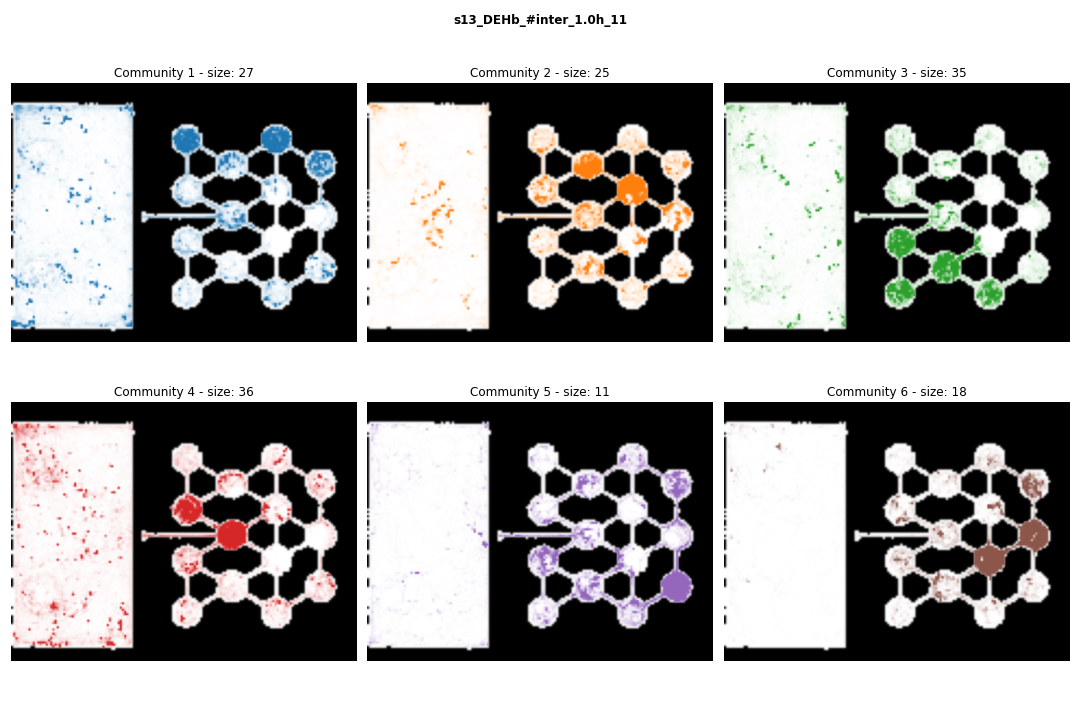 s13_DEHb_#inter_1.0h_11
Community 1 - size: 27
Community 2 - size: 25
Community 3 - size: 35
Community 4 - size: 36
Community 5 - size: 11
Community 6 - size: 18